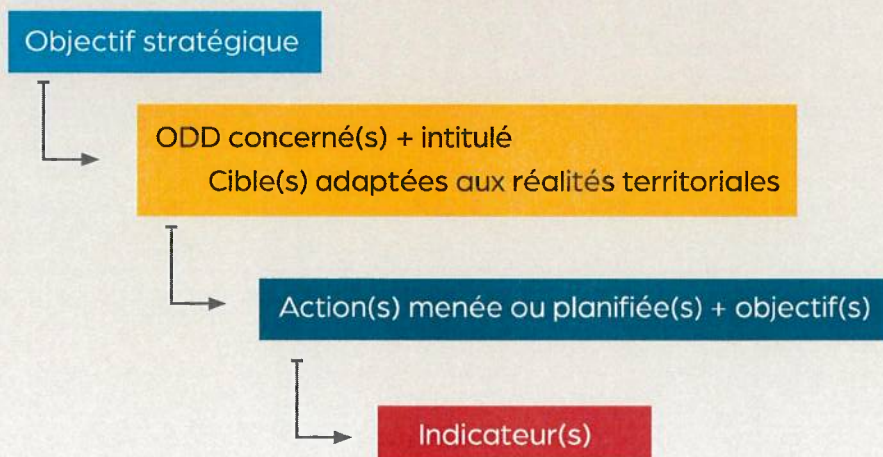 Objectif stratégique
ODD concerné(s) + intitulé
Cible(s) adaptées aux réalités territoriales
Action(s) menée ou planifiée(s) + objectif(s)
Indicateur(s)